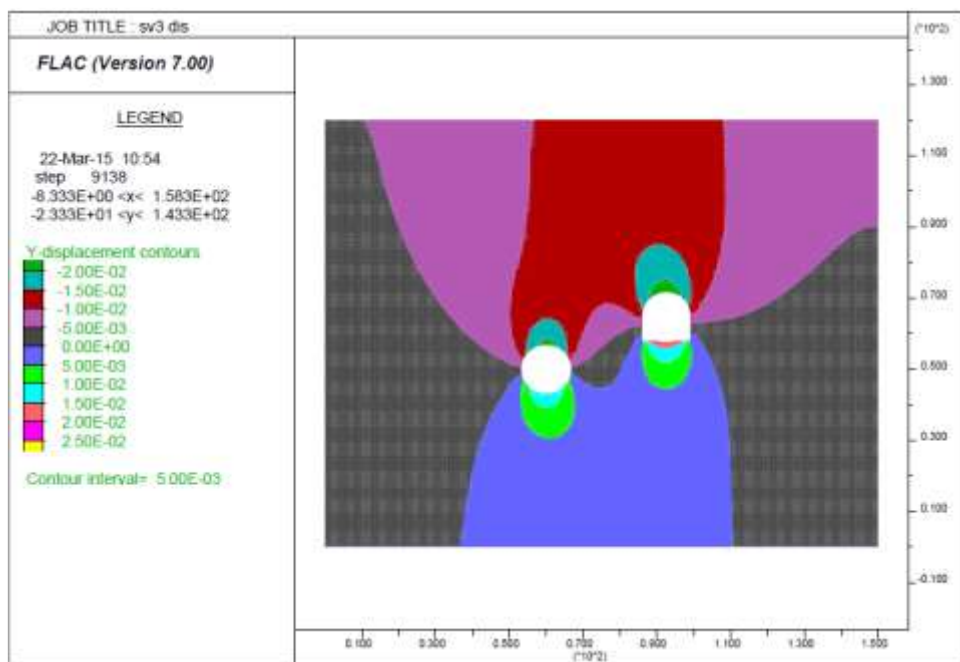 JOB TITLE : sv3 dis
FLAC (Version 7.00)
LEGEND
22-Mar-15 10:54
step 9138
-8.333E+00 <x< 1.583E+02
-2.333E+01 <y< 1.433E+02
Y-displacement contours
-2.00E-02
-1.50E-02
-1.00E-02
-5.00E-03
0.00E+00
5.00E-03
1.00E-02
1.50E-02
2.00E-02
2.50E-02
Contour interval= 5.00E-03
(*10^2)
1.300
1.100
0.900
0.700
0.500
0.300
0.100
-0.100
0.100 0.300 0.500 0.700 0.900 1.100 1.300 1.500
(*10^2)